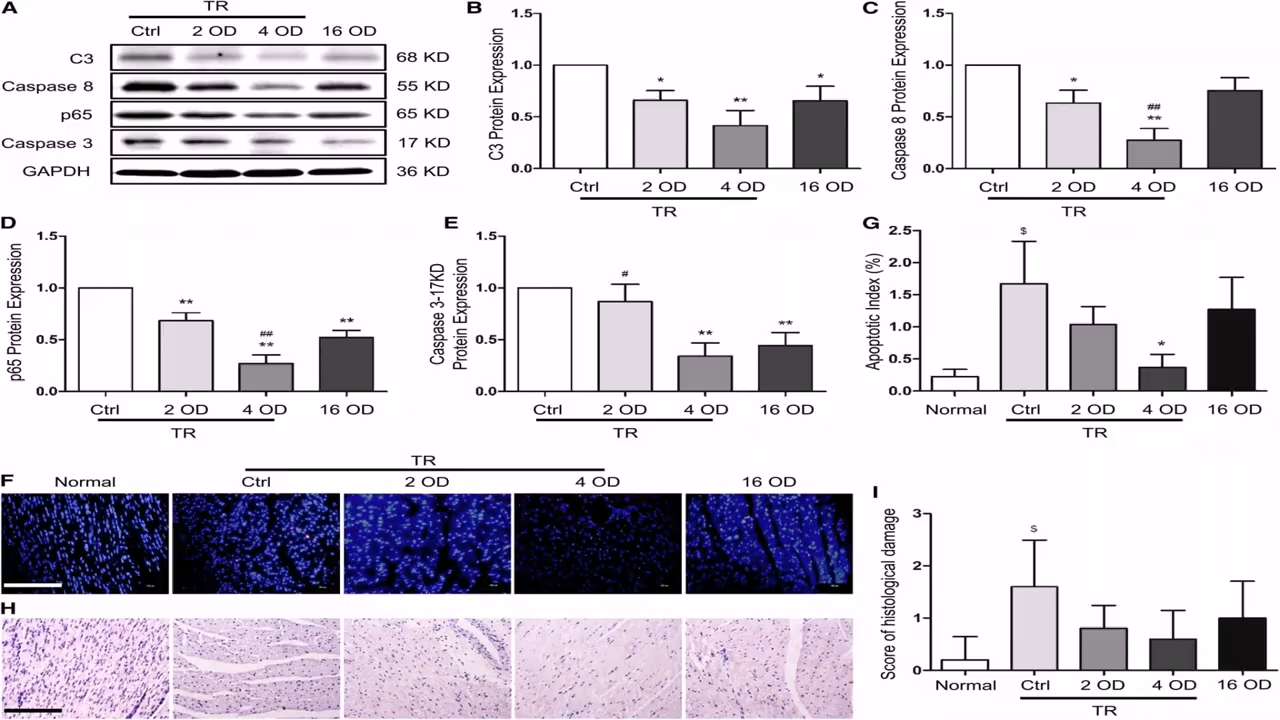 A
TR
Ctrl 2 OD 4 OD 16 OD
C3 68 KD
Caspase 8 55 KD
p65 65 KD
Caspase 3 17 KD
GAPDH 36 KD
B
C3 Protein Expression
1.5
1.0
0.5
0.0
* ** *
Ctrl 2 OD 4 OD 16 OD
TR
C
Caspase 8 Protein Expression
1.5
1.0
0.5
0.0
* ##
**
Ctrl 2 OD 4 OD 16 OD
TR
D
p65 Protein Expression
1.5
1.0
0.5
0.0
** ## **
**
Ctrl 2 OD 4 OD 16 OD
TR
E
Caspase 3-17KD
Protein Expression
1.5
1.0
0.5
0.0
# ** **
Ctrl 2 OD 4 OD 16 OD
TR
G
Apoptotic Index (%)
2.5
2.0
1.5
1.0
0.5
0.0
$ *
Normal Ctrl 2 OD 4 OD 16 OD
TR
F
TR
Normal Ctrl 2 OD 4 OD 16 OD
H
I
Score of histological damage
3
2
1
0
$
Normal Ctrl 2 OD 4 OD 16 OD
TR